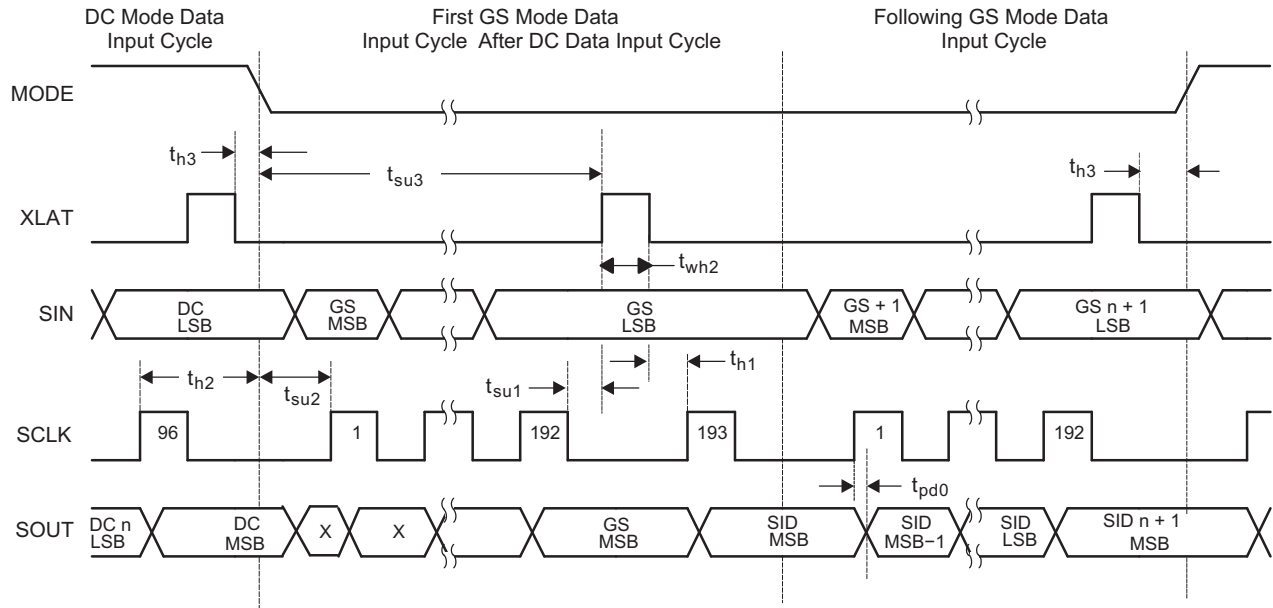 DC Mode Data
Input Cycle
First GS Mode Data
Input Cycle After DC Data Input Cycle
Following GS Mode Data
Input Cycle
MODE
th3
tsu3
th3
XLAT
twh2
SIN
DC
LSB
GS
MSB
GS
LSB
GS + 1
MSB
GS n + 1
LSB
th2
tsu2
tsu1
th1
SCLK
96
1
192
193
1
192
tpd0
SOUT
DC n
LSB
DC
MSB
X
X
GS
MSB
SID
MSB
SID
MSB−1
SID
LSB
SID n + 1
MSB